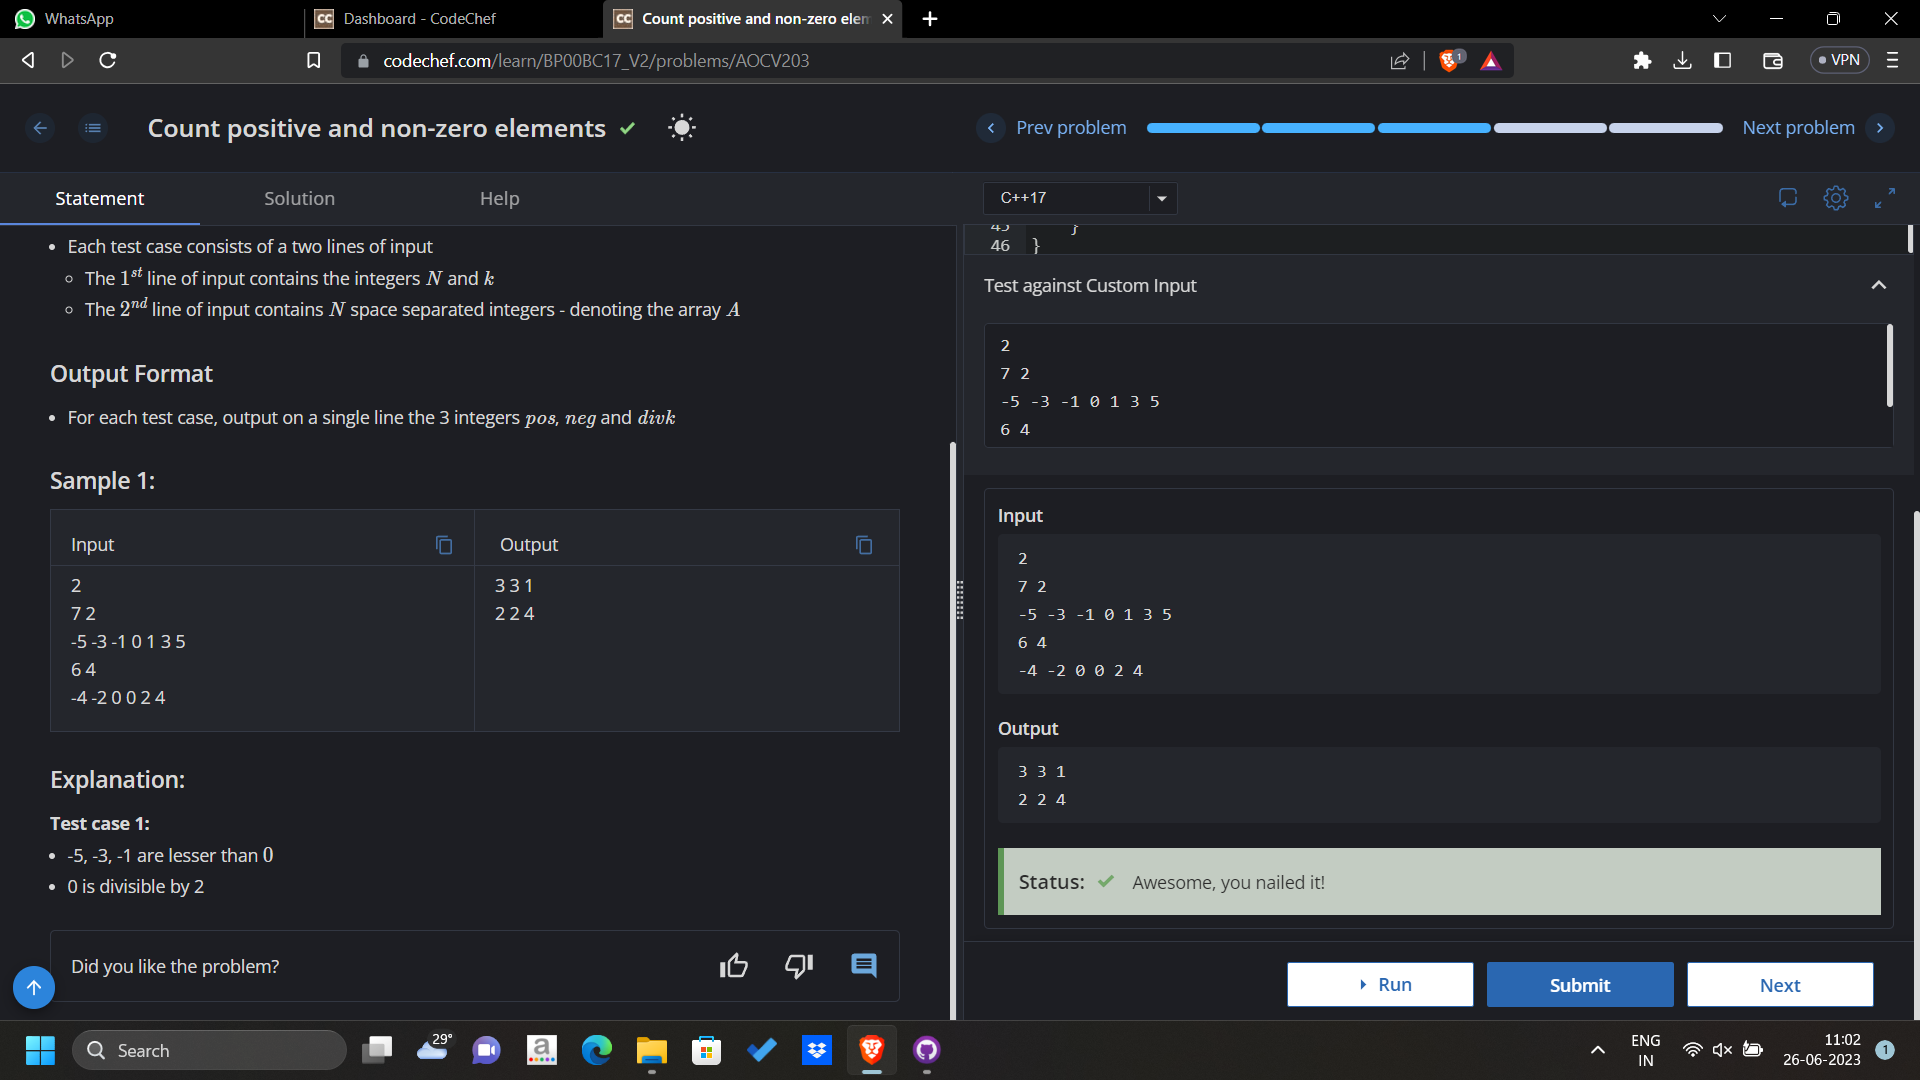 WhatsApp
CC Dashboard - CodeChef
CC Count positive and non-zero elem
codechef.com/learn/BP00BC17_V2/problems/AOCV203
1
VPN
Count positive and non-zero elements
Prev problem
Next problem
Statement
Solution
Help
C++17
Each test case consists of a two lines of input
The 1st line of input contains the integers N and k
The 2nd line of input contains N space separated integers - denoting the array A
Output Format
For each test case, output on a single line the 3 integers pos, neg and divk
Sample 1:
Input
Output
2
7 2
-5 -3 -1 0 1 3 5
6 4
-4 -2 0 0 2 4
3 3 1
2 2 4
Explanation:
Test case 1:
-5, -3, -1 are lesser than 0
0 is divisible by 2
Did you like the problem?
45 }
46 }
Test against Custom Input
2
7 2
-5 -3 -1 0 1 3 5
6 4
Input
2
7 2
-5 -3 -1 0 1 3 5
6 4
-4 -2 0 0 2 4
Output
3 3 1
2 2 4
Status: Awesome, you nailed it!
Run
Submit
Next
Search
29°
a
ENG
IN
11:02
26-06-2023
1